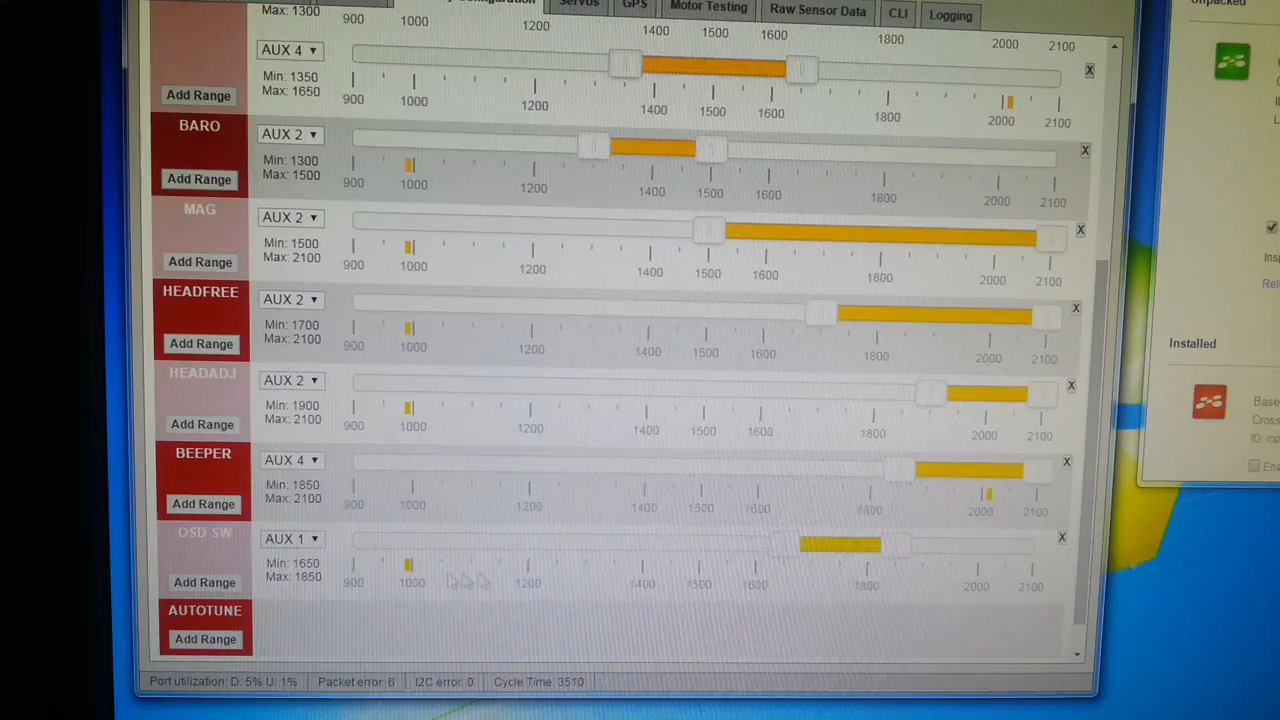 Max: 1300
900 1000 1200 1400 1500 1600 1800 2000 2100
Servos GPS Motor Testing Raw Sensor Data CLI Logging
AUX 4
Min: 1350
Max: 1650
Add Range
900 1000 1200 1400 1500 1600 1800 2000 2100
X
BARO
AUX 2
Min: 1300
Max: 1500
Add Range
900 1000 1200 1400 1500 1600 1800 2000 2100
X
MAG
AUX 2
Min: 1500
Max: 2100
Add Range
900 1000 1200 1400 1500 1600 1800 2000 2100
X
HEADFREE
AUX 2
Min: 1700
Max: 2100
Add Range
900 1000 1200 1400 1500 1600 1800 2000 2100
X
HEADADJ
AUX 2
Min: 1900
Max: 2100
Add Range
900 1000 1200 1400 1500 1600 1800 2000 2100
X
BEEPER
AUX 4
Min: 1850
Max: 2100
Add Range
900 1000 1200 1400 1500 1600 1800 2000 2100
X
OSD SW
AUX 1
Min: 1650
Max: 1850
Add Range
900 1000 1200 1400 1500 1600 1800 2000 2100
X
AUTOTUNE
Add Range
Port utilization: D: 5% U: 1% Packet error: 6 I2C error: 0 Cycle Time: 3510
Unpacked
Installed
Base
Cross